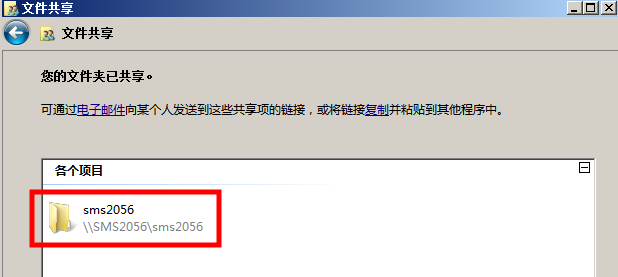 文件共享
文件共享
您的文件夹已共享。
可通过电子邮件向某个人发送到这些共享项的链接，或将链接复制并粘贴到其他程序中。
各个项目
sms2056
\\SMS2056\sms2056